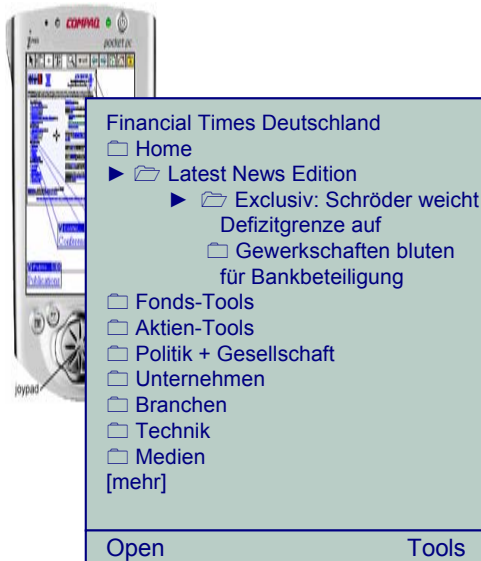 COMPAQ
pocket pc
Financial Times Deutschland
Home
► Latest News Edition
► Exclusiv: Schröder weicht
Defizitgrenze auf
Gewerkschaften bluten
für Bankbeteiligung
Fonds-Tools
Aktien-Tools
Politik + Gesellschaft
Unternehmen
Branchen
Technik
Medien
[mehr]
Open Tools
Publications
joypad